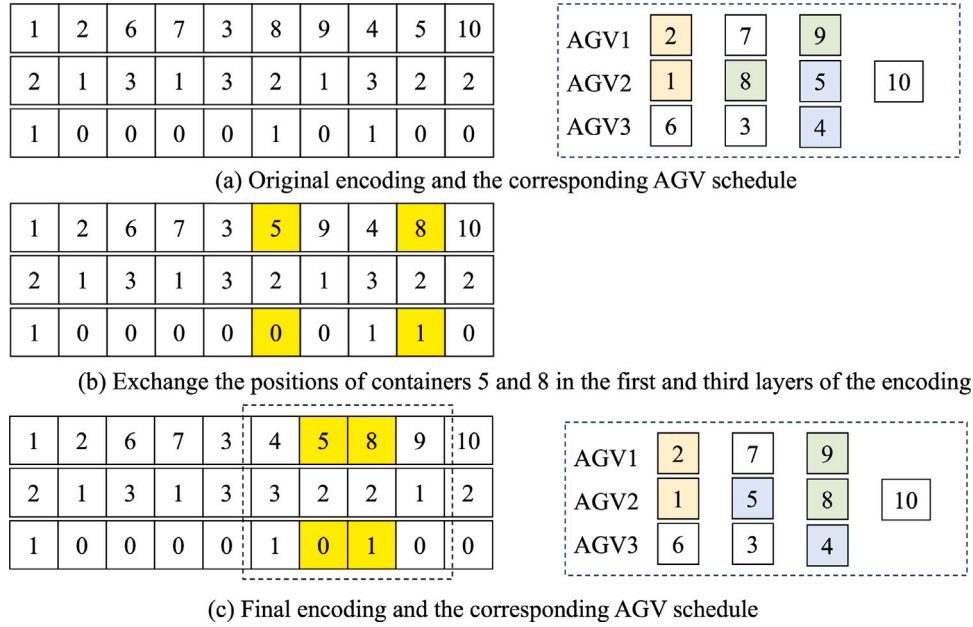 1 2 6 7 3 8 9 4 5 10
2 1 3 1 3 2 1 3 2 2
1 0 0 0 0 1 0 1 0 0
AGV1 2 7 9
AGV2 1 8 5 10
AGV3 6 3 4
(a) Original encoding and the corresponding AGV schedule
1 2 6 7 3 5 9 4 8 10
2 1 3 1 3 2 1 3 2 2
1 0 0 0 0 0 0 1 1 0
(b) Exchange the positions of containers 5 and 8 in the first and third layers of the encoding
1 2 6 7 3 4 5 8 9 10
2 1 3 1 3 3 2 2 1 2
1 0 0 0 0 1 0 1 0 0
AGV1 2 7 9
AGV2 1 5 8 10
AGV3 6 3 4
(c) Final encoding and the corresponding AGV schedule